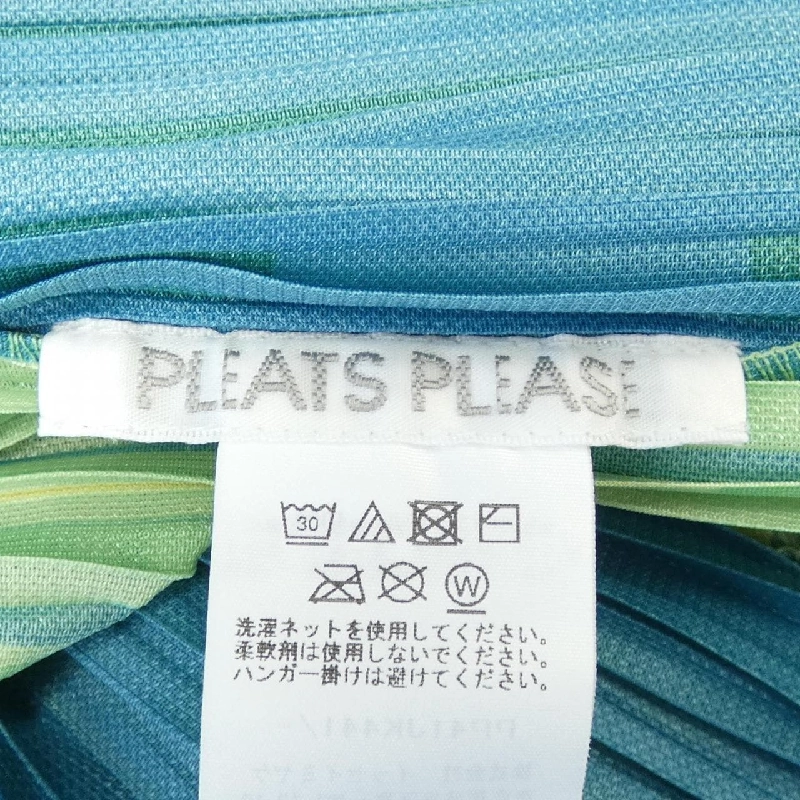 PLEATS PLEASE
30
W
洗濯ネットを使用してください。
柔軟剤は使用しないでください。
ハンガー掛けは避けてください。